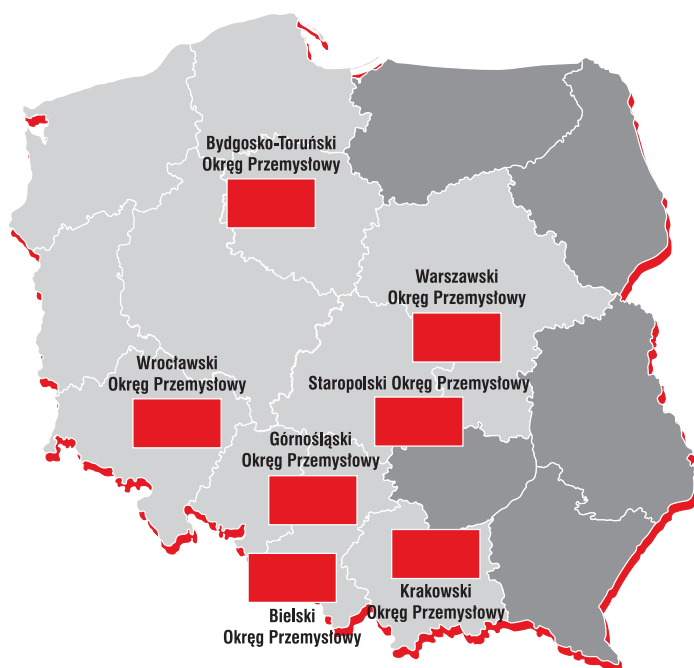 Bydgosko-Toruński
Okręg Przemysłowy
Warszawski
Okręg Przemysłowy
Wrocławski
Okręg Przemysłowy
Staropolski Okręg Przemysłowy
Górnośląski
Okręg Przemysłowy
Krakowski
Okręg Przemysłowy
Bielski
Okręg Przemysłowy